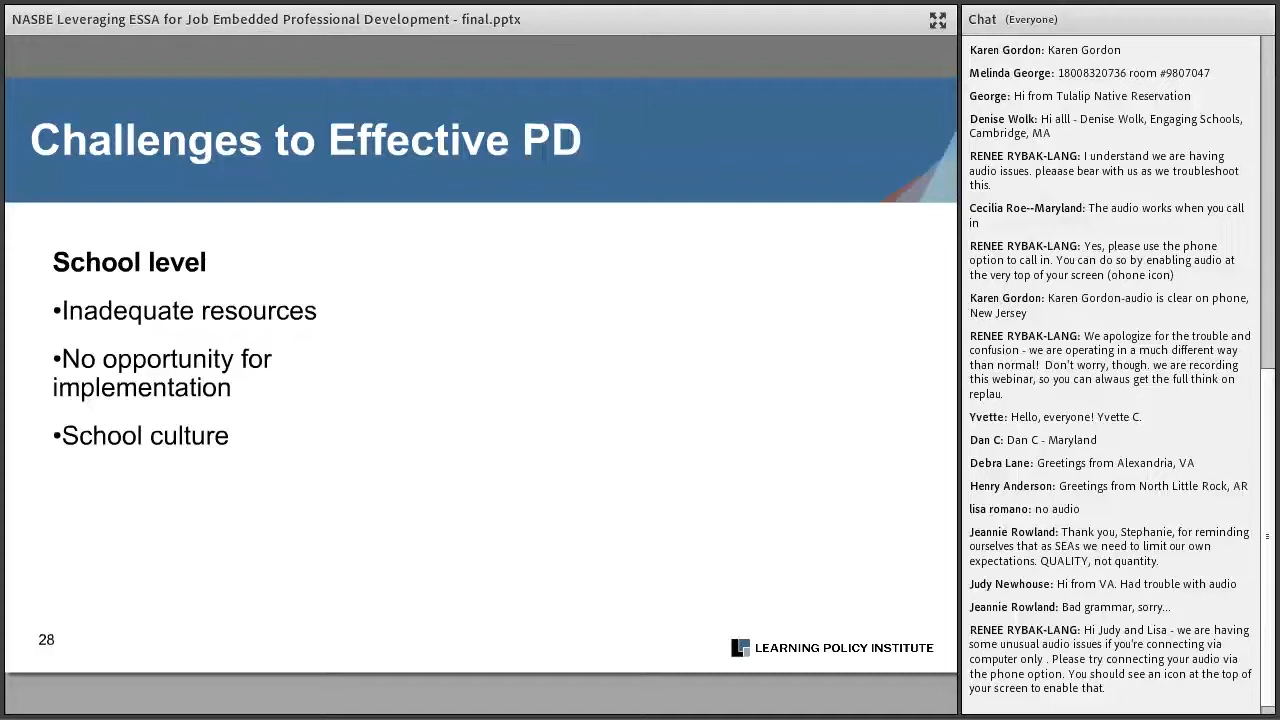 NASBE Leveraging ESSA for Job Embedded Professional Development - final.pptx
Challenges to Effective PD
School level
•Inadequate resources
•No opportunity for
implementation
•School culture
28
LEARNING POLICY INSTITUTE
Chat (Everyone)
Karen Gordon: Karen Gordon
Melinda George: 18008320736 room #9807047
George: Hi from Tulalip Native Reservation
Denise Wolk: Hi alll - Denise Wolk, Engaging Schools,
Cambridge, MA
RENEE RYBAK-LANG: I understand we are having
audio issues. pleaase bear with us as we troubleshoot
this.
Cecilia Roe--Maryland: The audio works when you call
in
RENEE RYBAK-LANG: Yes, please use the phone
option to call in. You can do so by enabling audio at
the very top of your screen (ohone icon)
Karen Gordon: Karen Gordon-audio is clear on phone,
New Jersey
RENEE RYBAK-LANG: We apologize for the trouble and
confusion - we are operating in a much different way
than normal! Don't worry, though. we are recording
this webinar, so you can alwaus get the full think on
replau.
Yvette: Hello, everyone! Yvette C.
Dan C: Dan C - Maryland
Debra Lane: Greetings from Alexandria, VA
Henry Anderson: Greetings from North Little Rock, AR
lisa romano: no audio
Jeannie Rowland: Thank you, Stephanie, for reminding
ourselves that as SEAs we need to limit our own
expectations. QUALITY, not quantity.
Judy Newhouse: Hi from VA. Had trouble with audio
Jeannie Rowland: Bad grammar, sorry...
RENEE RYBAK-LANG: Hi Judy and Lisa - we are having
some unusual audio issues if you're connecting via
computer only . Please try connecting your audio via
the phone option. You should see an icon at the top of
your screen to enable that.